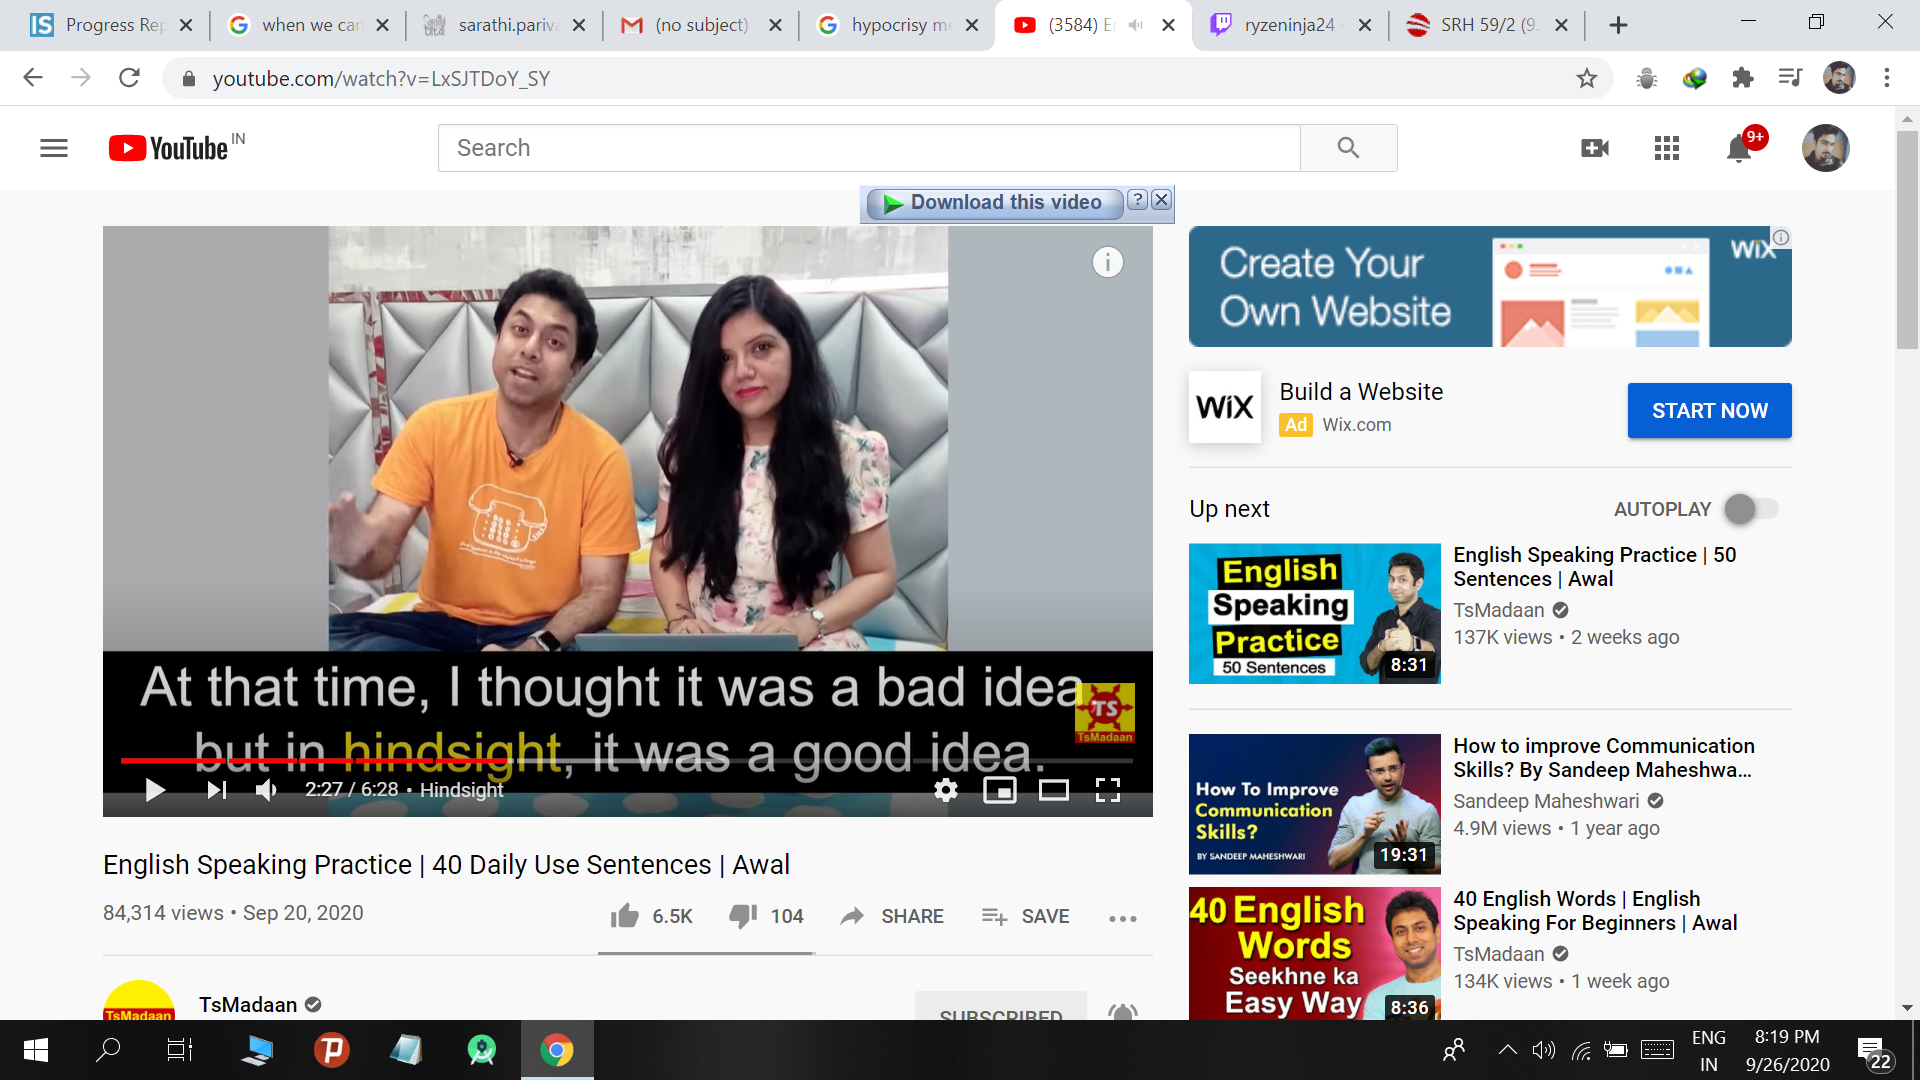 Progress Rep
when we can
sarathi.pariva
(no subject)
hypocrisy me
(3584) E
ryzeninja24
SRH 59/2 (9.
youtube.com/watch?v=LxSJTDoY_SY
YouTube IN
Search
9+
Download this video ?
Create Your
Own Website
WIX
WIX
Build a Website
Ad Wix.com
START NOW
At that time, I thought it was a bad idea
but in hindsight, it was a good idea.
TS
TsMadaan
2:27 / 6:28 • Hindsight
English Speaking Practice | 40 Daily Use Sentences | Awal
84,314 views • Sep 20, 2020
6.5K
104
SHARE
SAVE
TsMadaan
TsMadaan
SUBSCRIBED
Up next
AUTOPLAY
English
Speaking
Practice
50 Sentences
8:31
English Speaking Practice | 50
Sentences | Awal
TsMadaan
137K views • 2 weeks ago
How To Improve
Communication
Skills?
BY SANDEEP MAHESHWARI
19:31
How to improve Communication
Skills? By Sandeep Maheshwa...
Sandeep Maheshwari
4.9M views • 1 year ago
40 English
Words
Seekhne ka
Easy Way
8:36
40 English Words | English
Speaking For Beginners | Awal
TsMadaan
134K views • 1 week ago
ENG
IN
8:19 PM
9/26/2020
22